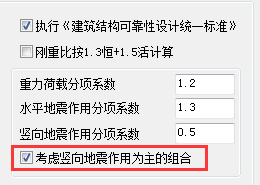 执行《建筑结构可靠性设计统一标准》
刚重比按1.3恒+1.5活计算
重力荷载分项系数 1.2
水平地震作用分项系数 1.3
竖向地震作用分项系数 0.5
考虑竖向地震作用为主的组合